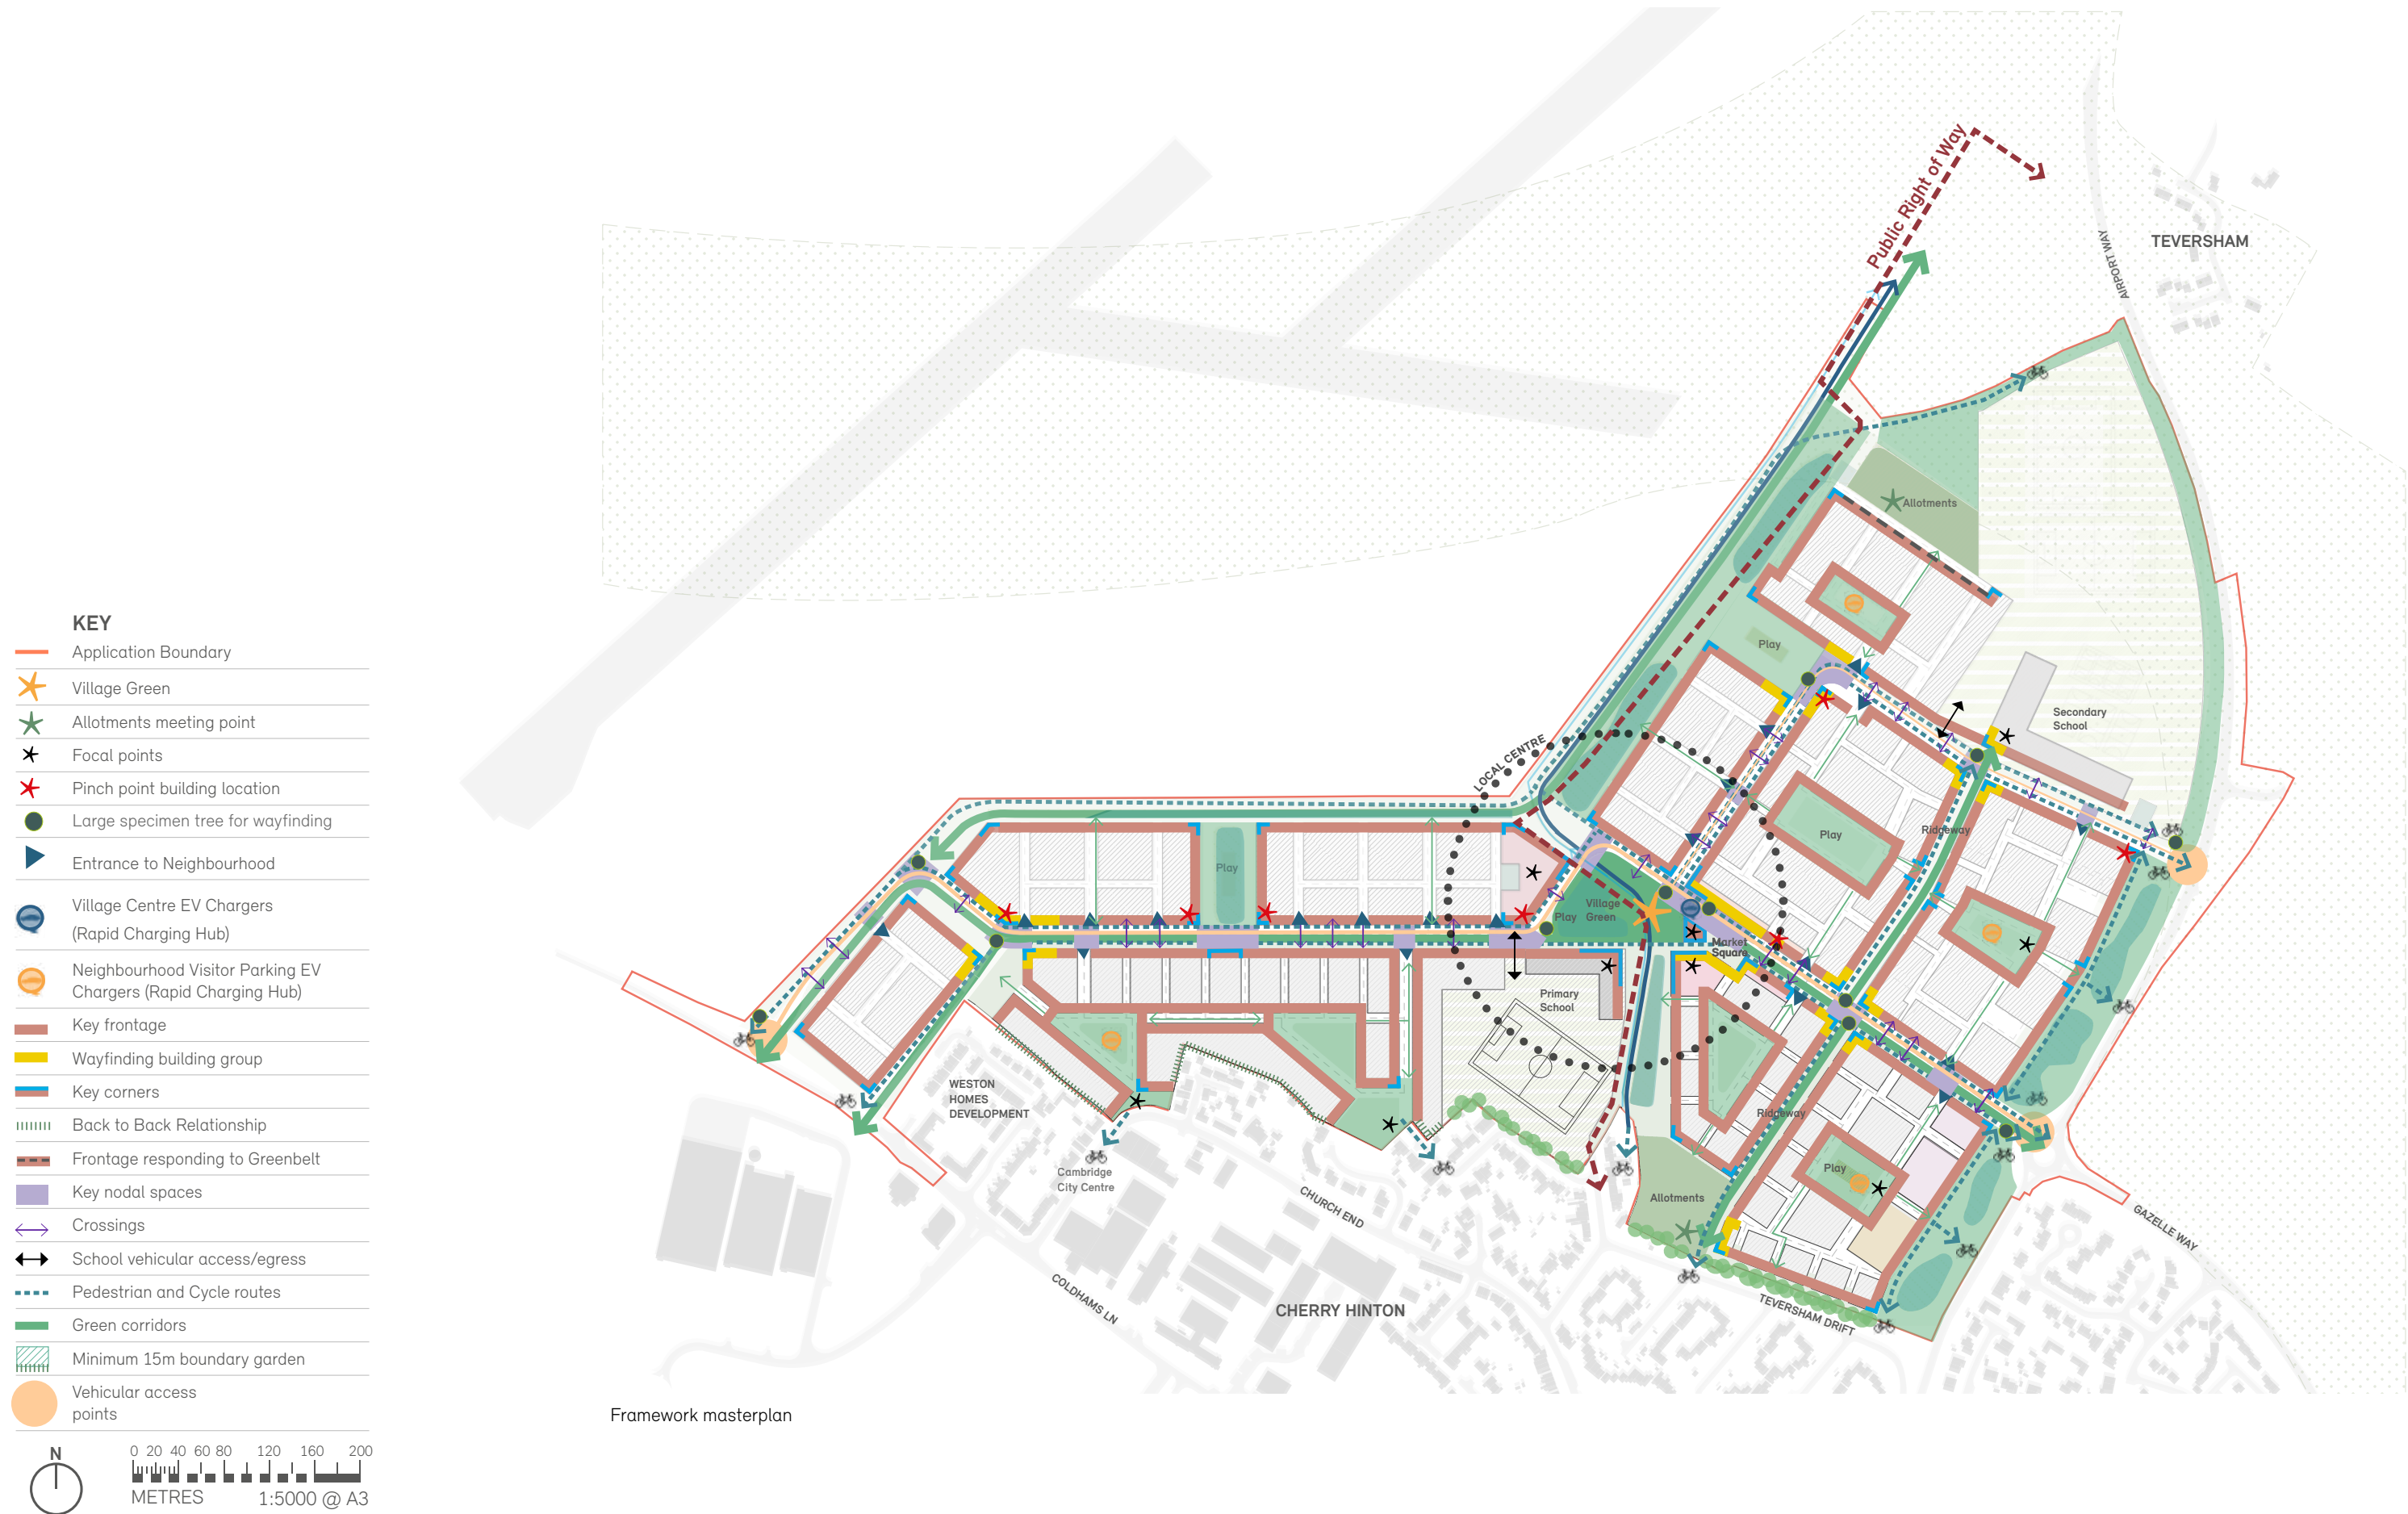 KEY
Application Boundary
Village Green
Allotments meeting point
Focal points
Pinch point building location
Large specimen tree for wayfinding
Entrance to Neighbourhood
Village Centre EV Chargers
(Rapid Charging Hub)
Neighbourhood Visitor Parking EV
Chargers (Rapid Charging Hub)
Key frontage
Wayfinding building group
Key corners
Back to Back Relationship
Frontage responding to Greenbelt
Key nodal spaces
Crossings
School vehicular access/egress
Pedestrian and Cycle routes
Green corridors
Minimum 15m boundary garden
Vehicular access
points
N
0 20 40 60 80 120 160 200
METRES
1:5000 @ A3
Public Right of Way
TEVERSHAM
AIRPORT WAY
Allotments
Play
Secondary
School
LOCAL CENTRE
Play
Ridgeway
Play
Village
Green
Play
Market
Square
Primary
School
WESTON
HOMES
DEVELOPMENT
Ridgeway
Cambridge
City Centre
Play
CHURCH END
Allotments
GAZELLE WAY
COLDHAMS LN
CHERRY HINTON
TEVERSHAM DRIFT
Framework masterplan